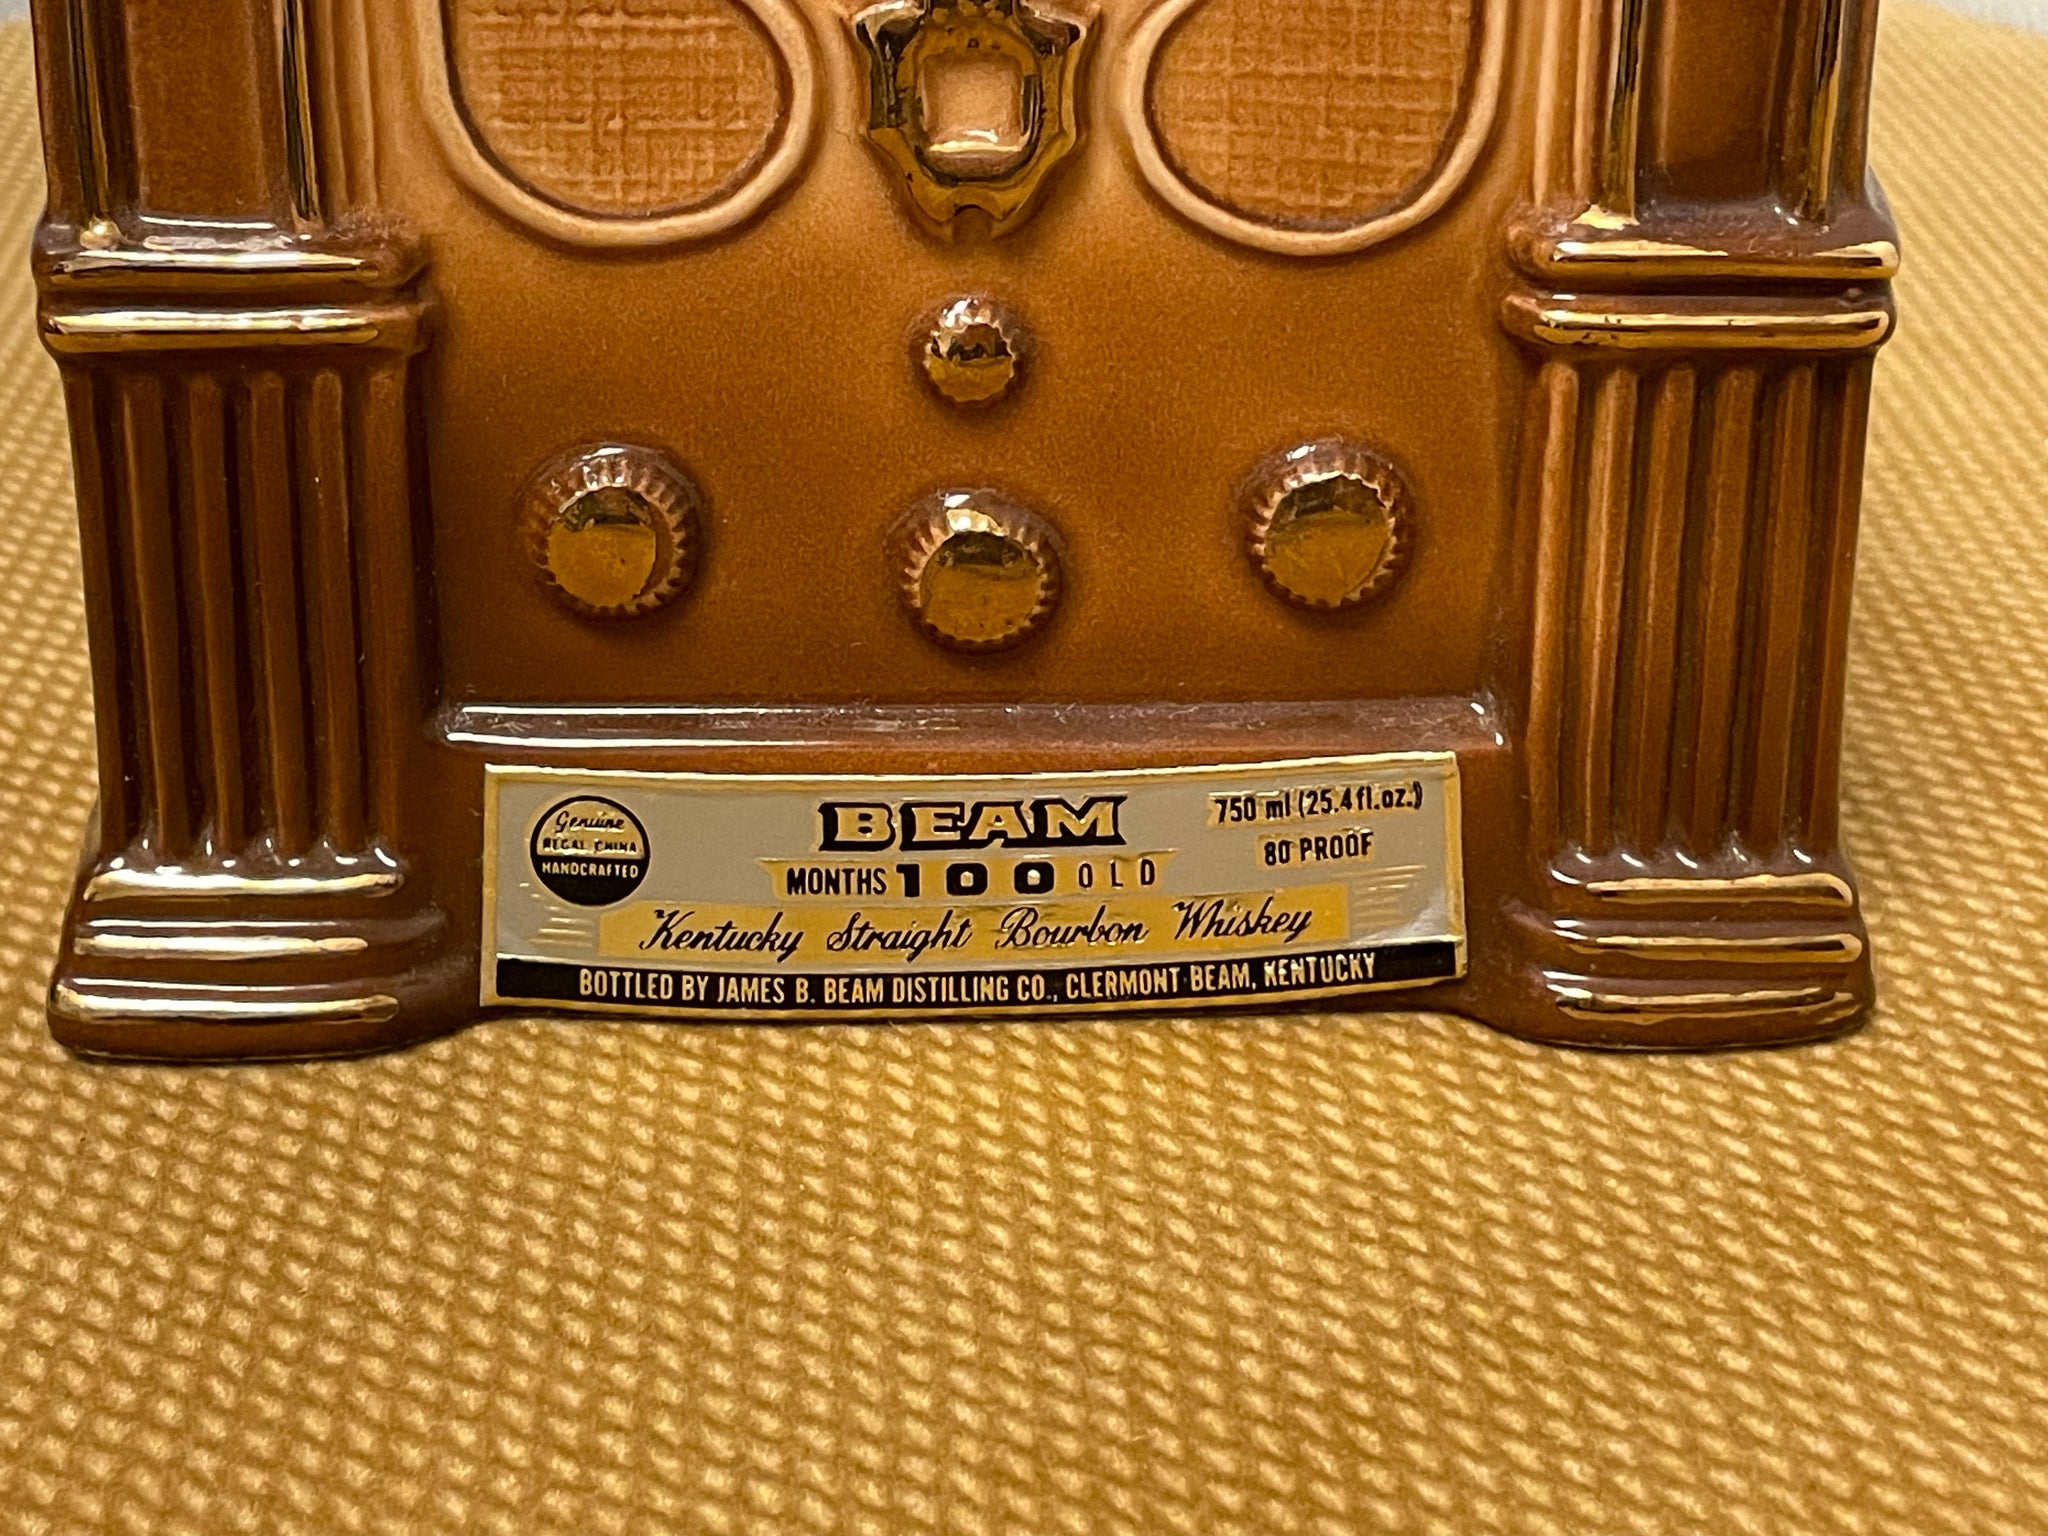 Genuine
REGAL CHINA
HANDCRAFTED
BEAM
MONTHS 100 OLD
Kentucky Straight Bourbon Whiskey
750 ml (25.4 fl. oz.)
80 PROOF
BOTTLED BY JAMES B. BEAM DISTILLING CO., CLERMONT BEAM, KENTUCKY